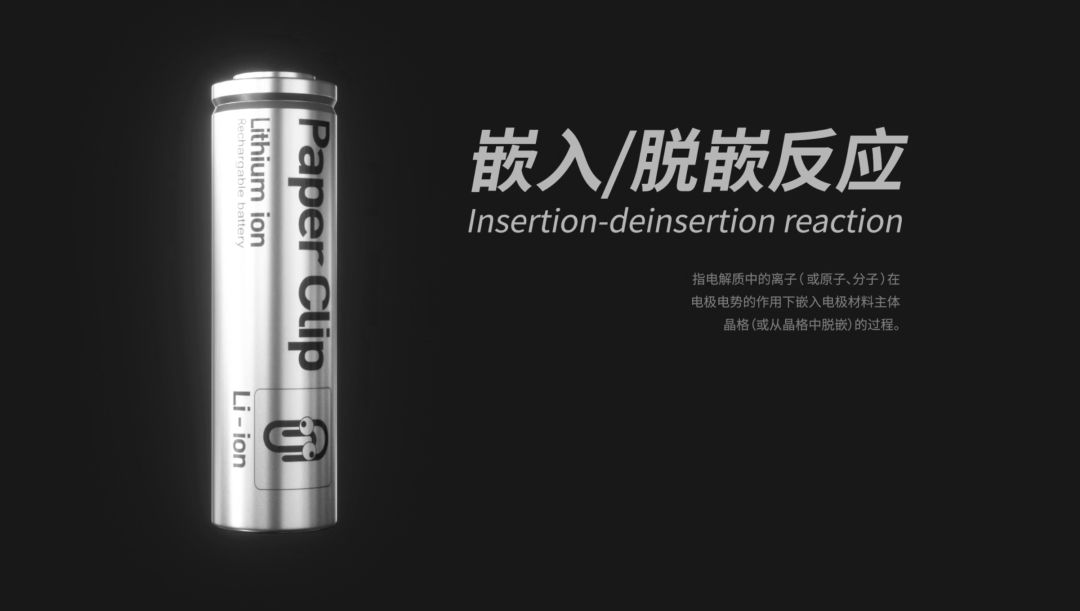 Paper Clip
Lithium ion
Rechargable battery
Li-ion
嵌入/脱嵌反应
Insertion-deinsertion reaction
指电解质中的离子(或原子、分子)在
电极电势的作用下嵌入电极材料主体
晶格(或从晶格中脱嵌)的过程。